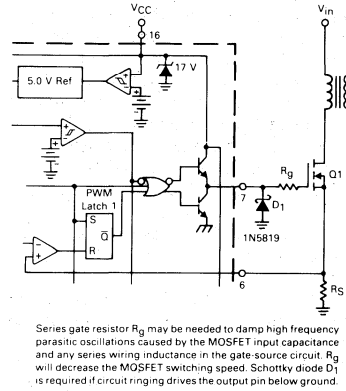 VCC
Vin
16
17 V
5.0 V Ref
Rg
Q1
PWM
Latch 1
7
D1
S
Q
1N5819
R
6
RS
Series gate resistor Rg may be needed to damp high frequency
parasitic oscillations caused by the MOSFET input capacitance
and any series wiring inductance in the gate-source circuit. Rg
will decrease the MOSFET switching speed. Schottky diode D1
is required if circuit ringing drives the output pin below ground.